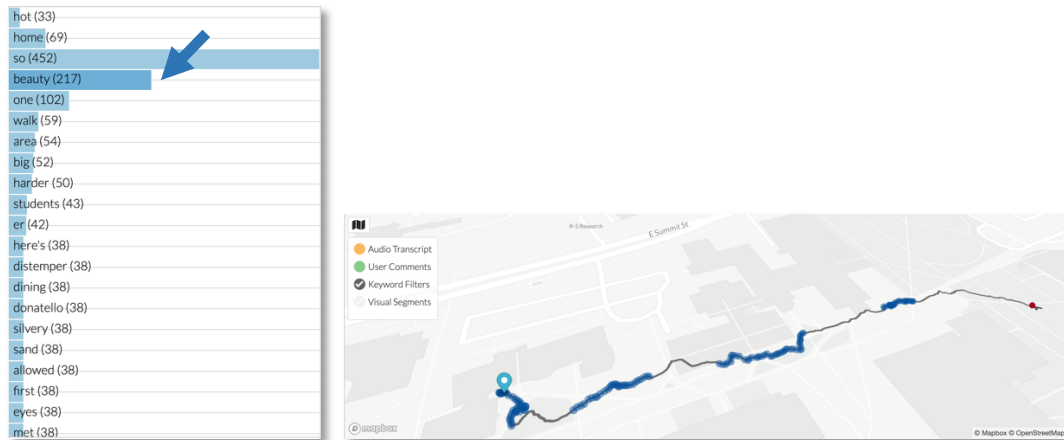 hot (33)
home (69)
so (452)
beauty (217)
one (102)
walk (59)
area (54)
big (52)
harder (50)
students (43)
er (42)
here's (38)
distemper (38)
dining (38)
donatello (38)
silvery (38)
sand (38)
allowed (38)
first (38)
eyes (38)
met (38)
R-S Research
E Summit St
Audio Transcript
User Comments
Keyword Filters
Visual Segments
mapbox
© Mapbox © OpenStreetMap